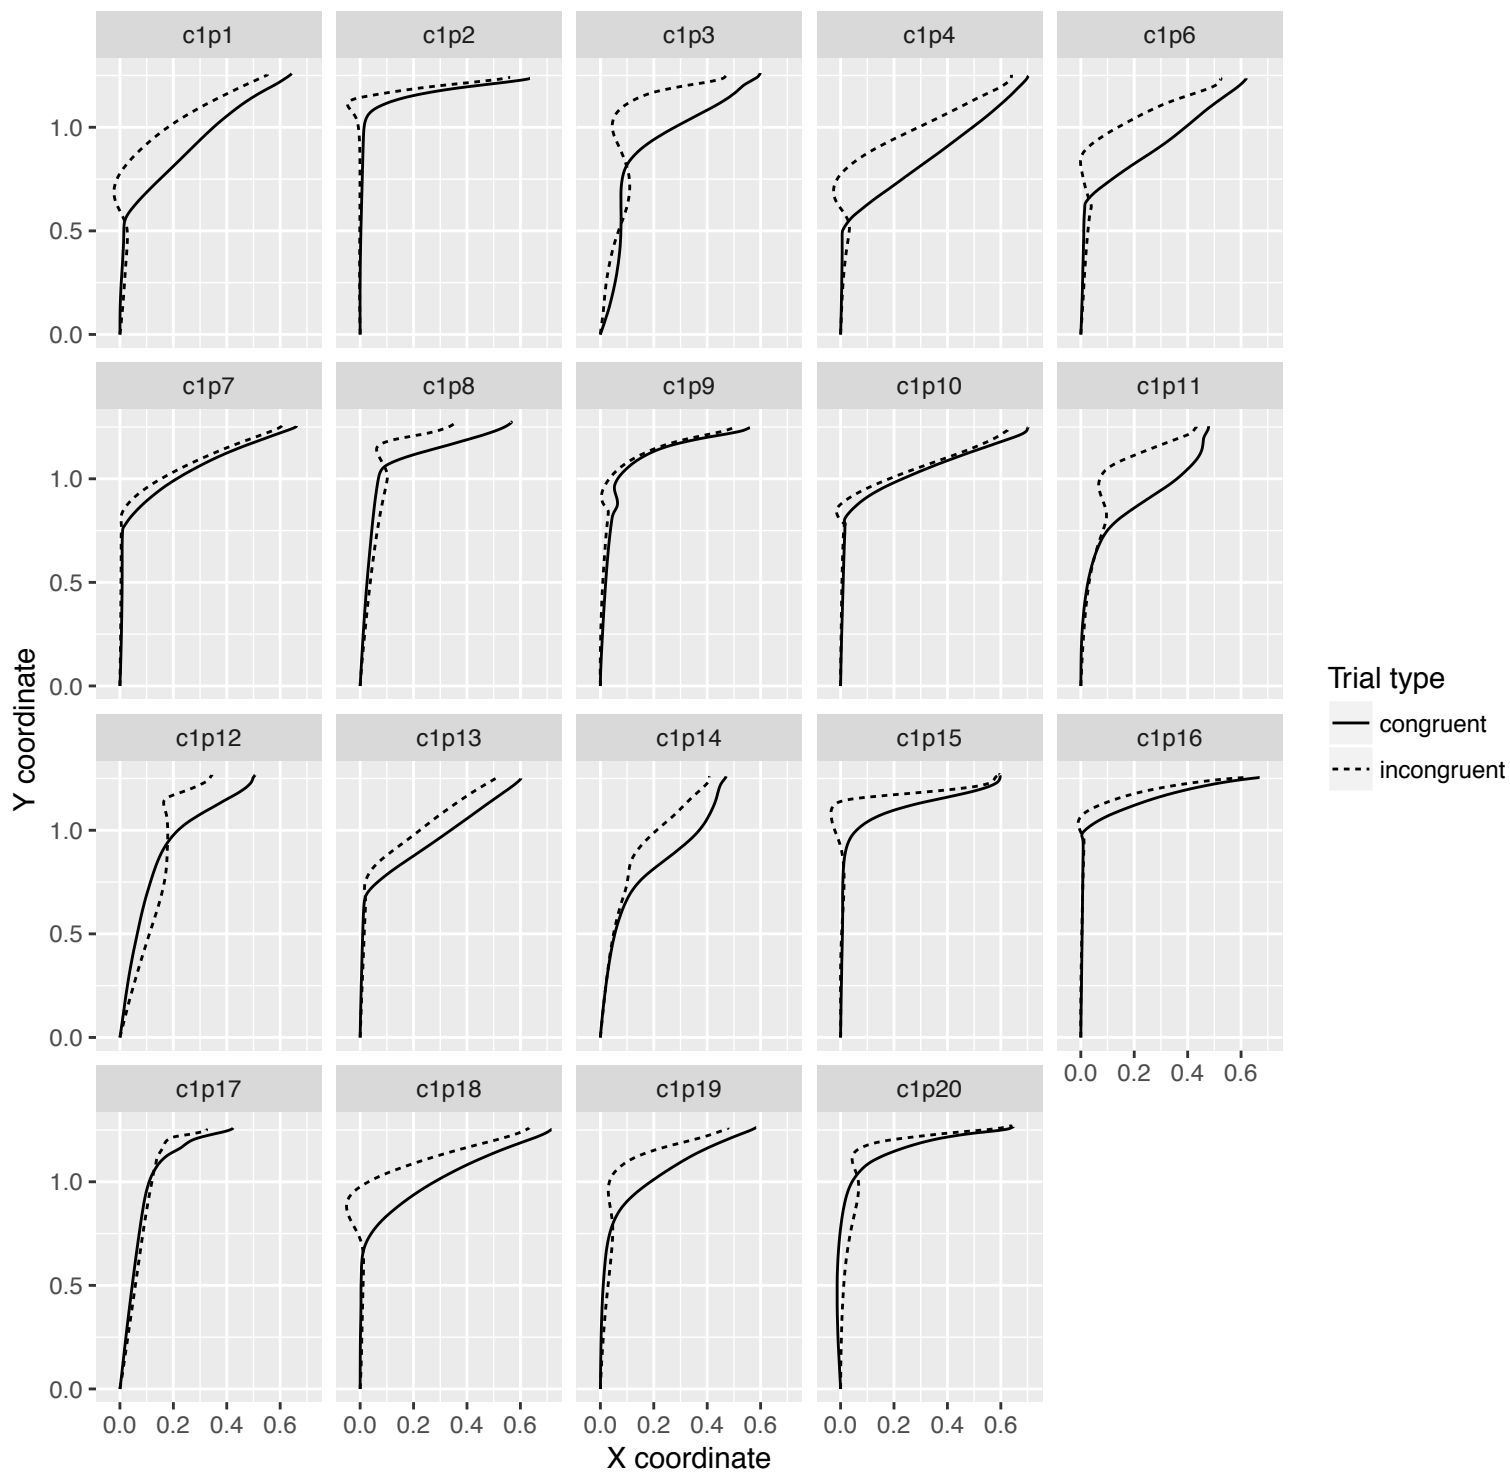 c1p1 c1p2 c1p3 c1p4 c1p6
1.0
0.5
0.0
c1p7 c1p8 c1p9 c1p10 c1p11
1.0
0.5
0.0
c1p12 c1p13 c1p14 c1p15 c1p16
1.0
0.5
0.0
0.0 0.2 0.4 0.6
c1p17 c1p18 c1p19 c1p20
1.0
0.5
0.0
0.0 0.2 0.4 0.6 0.0 0.2 0.4 0.6 0.0 0.2 0.4 0.6 0.0 0.2 0.4 0.6
X coordinate
Y coordinate
Trial type
congruent
incongruent